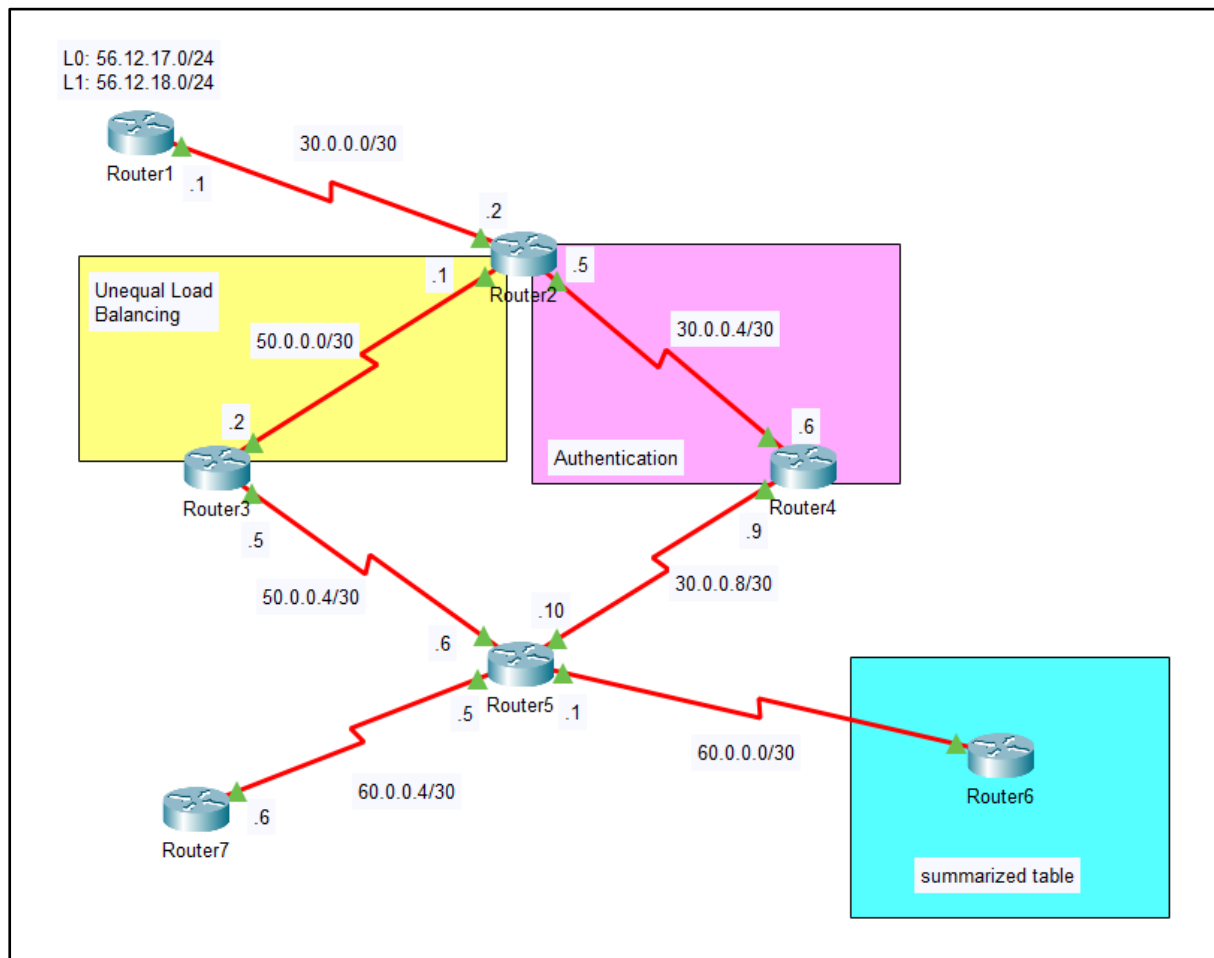 L0: 56.12.17.0/24
L1: 56.12.18.0/24
30.0.0.0/30
Router1
.1
.2
.1
.5
Router2
Unequal Load
Balancing
50.0.0.0/30
30.0.0.4/30
.2
.6
Authentication
Router3
Router4
.5
.9
50.0.0.4/30
30.0.0.8/30
.10
.6
Router5
.5
.1
60.0.0.0/30
60.0.0.4/30
Router6
.6
Router7
summarized table